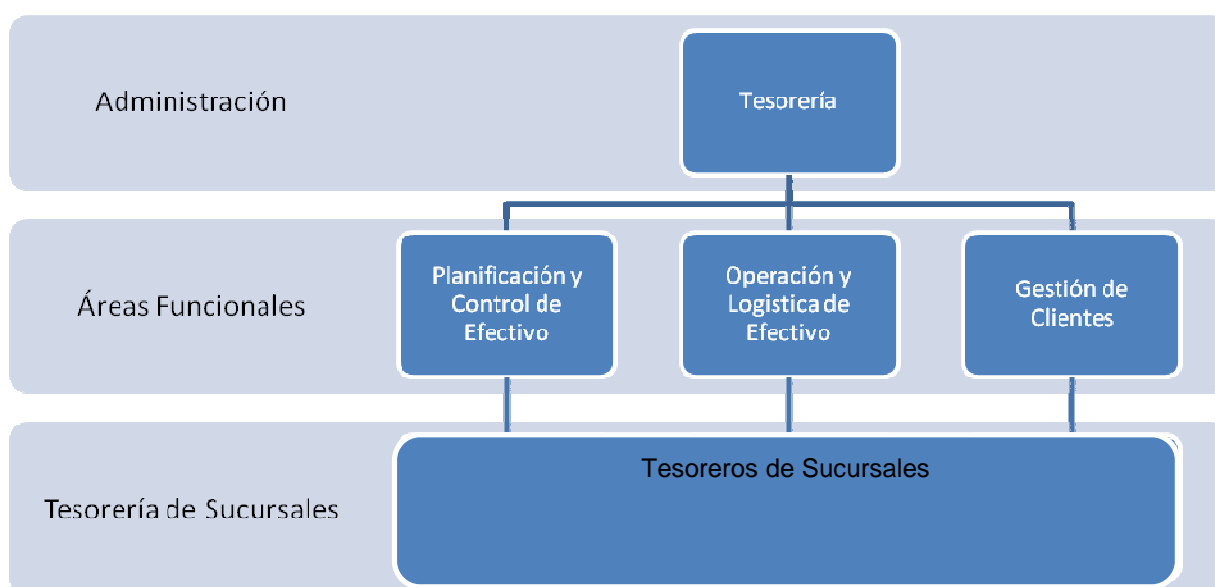 Administración
Tesorería
Áreas Funcionales
Planificación y
Control de
Efectivo
Operación y
Logistica de
Efectivo
Gestión de
Clientes
Tesorería de Sucursales
Tesoreros de Sucursales